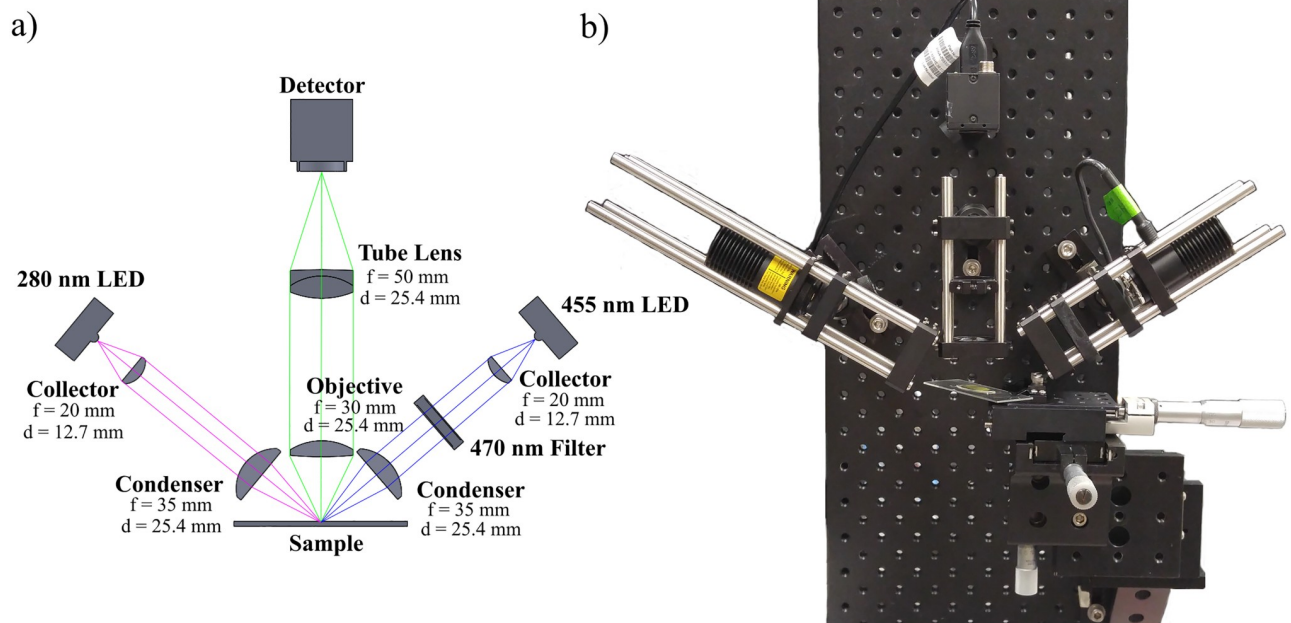 a)
Detector
Tube Lens
f = 50 mm
d = 25.4 mm
280 nm LED
455 nm LED
Collector
f = 20 mm
d = 12.7 mm
Objective
f = 30 mm
d = 25.4 mm
Collector
f = 20 mm
d = 12.7 mm
470 nm Filter
Condenser
f = 35 mm
d = 25.4 mm
Condenser
f = 35 mm
d = 25.4 mm
Sample
b)